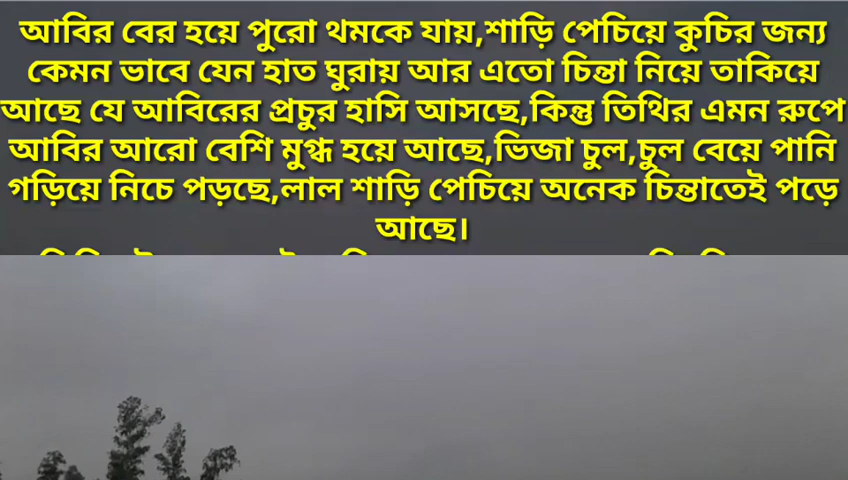 আবির বের হয়ে পুরো থমকে যায়,শাড়ি পেচিয়ে কুচির জন্য
কেমন ভাবে যেন হাত ঘুরায় আর এতো চিন্তা নিয়ে তাকিয়ে
আছে যে আবিরের প্রচুর হাসি আসছে,কিন্তু তিথির এমন রুপে
আবির আরো বেশি মুগ্ধ হয়ে আছে,ভিজা চুল,চুল বেয়ে পানি
গড়িয়ে নিচে পড়ছে,লাল শাড়ি পেচিয়ে অনেক চিন্তাতেই পড়ে
আছে।